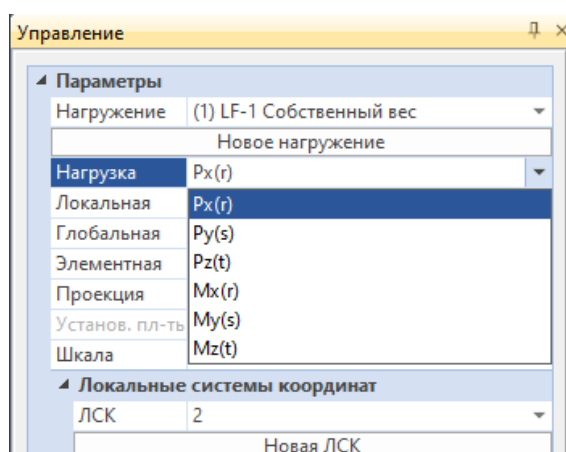 Управление
Параметры
Нагружение (1) LF-1 Собственный вес
Новое нагружение
Нагрузка Px(r)
Локальная Px(r)
Глобальная Py(s)
Элементная Pz(t)
Проекция Mx(r)
Установ. пл-ть My(s)
Шкала Mz(t)
Локальные системы координат
ЛСК 2
Новая ЛСК